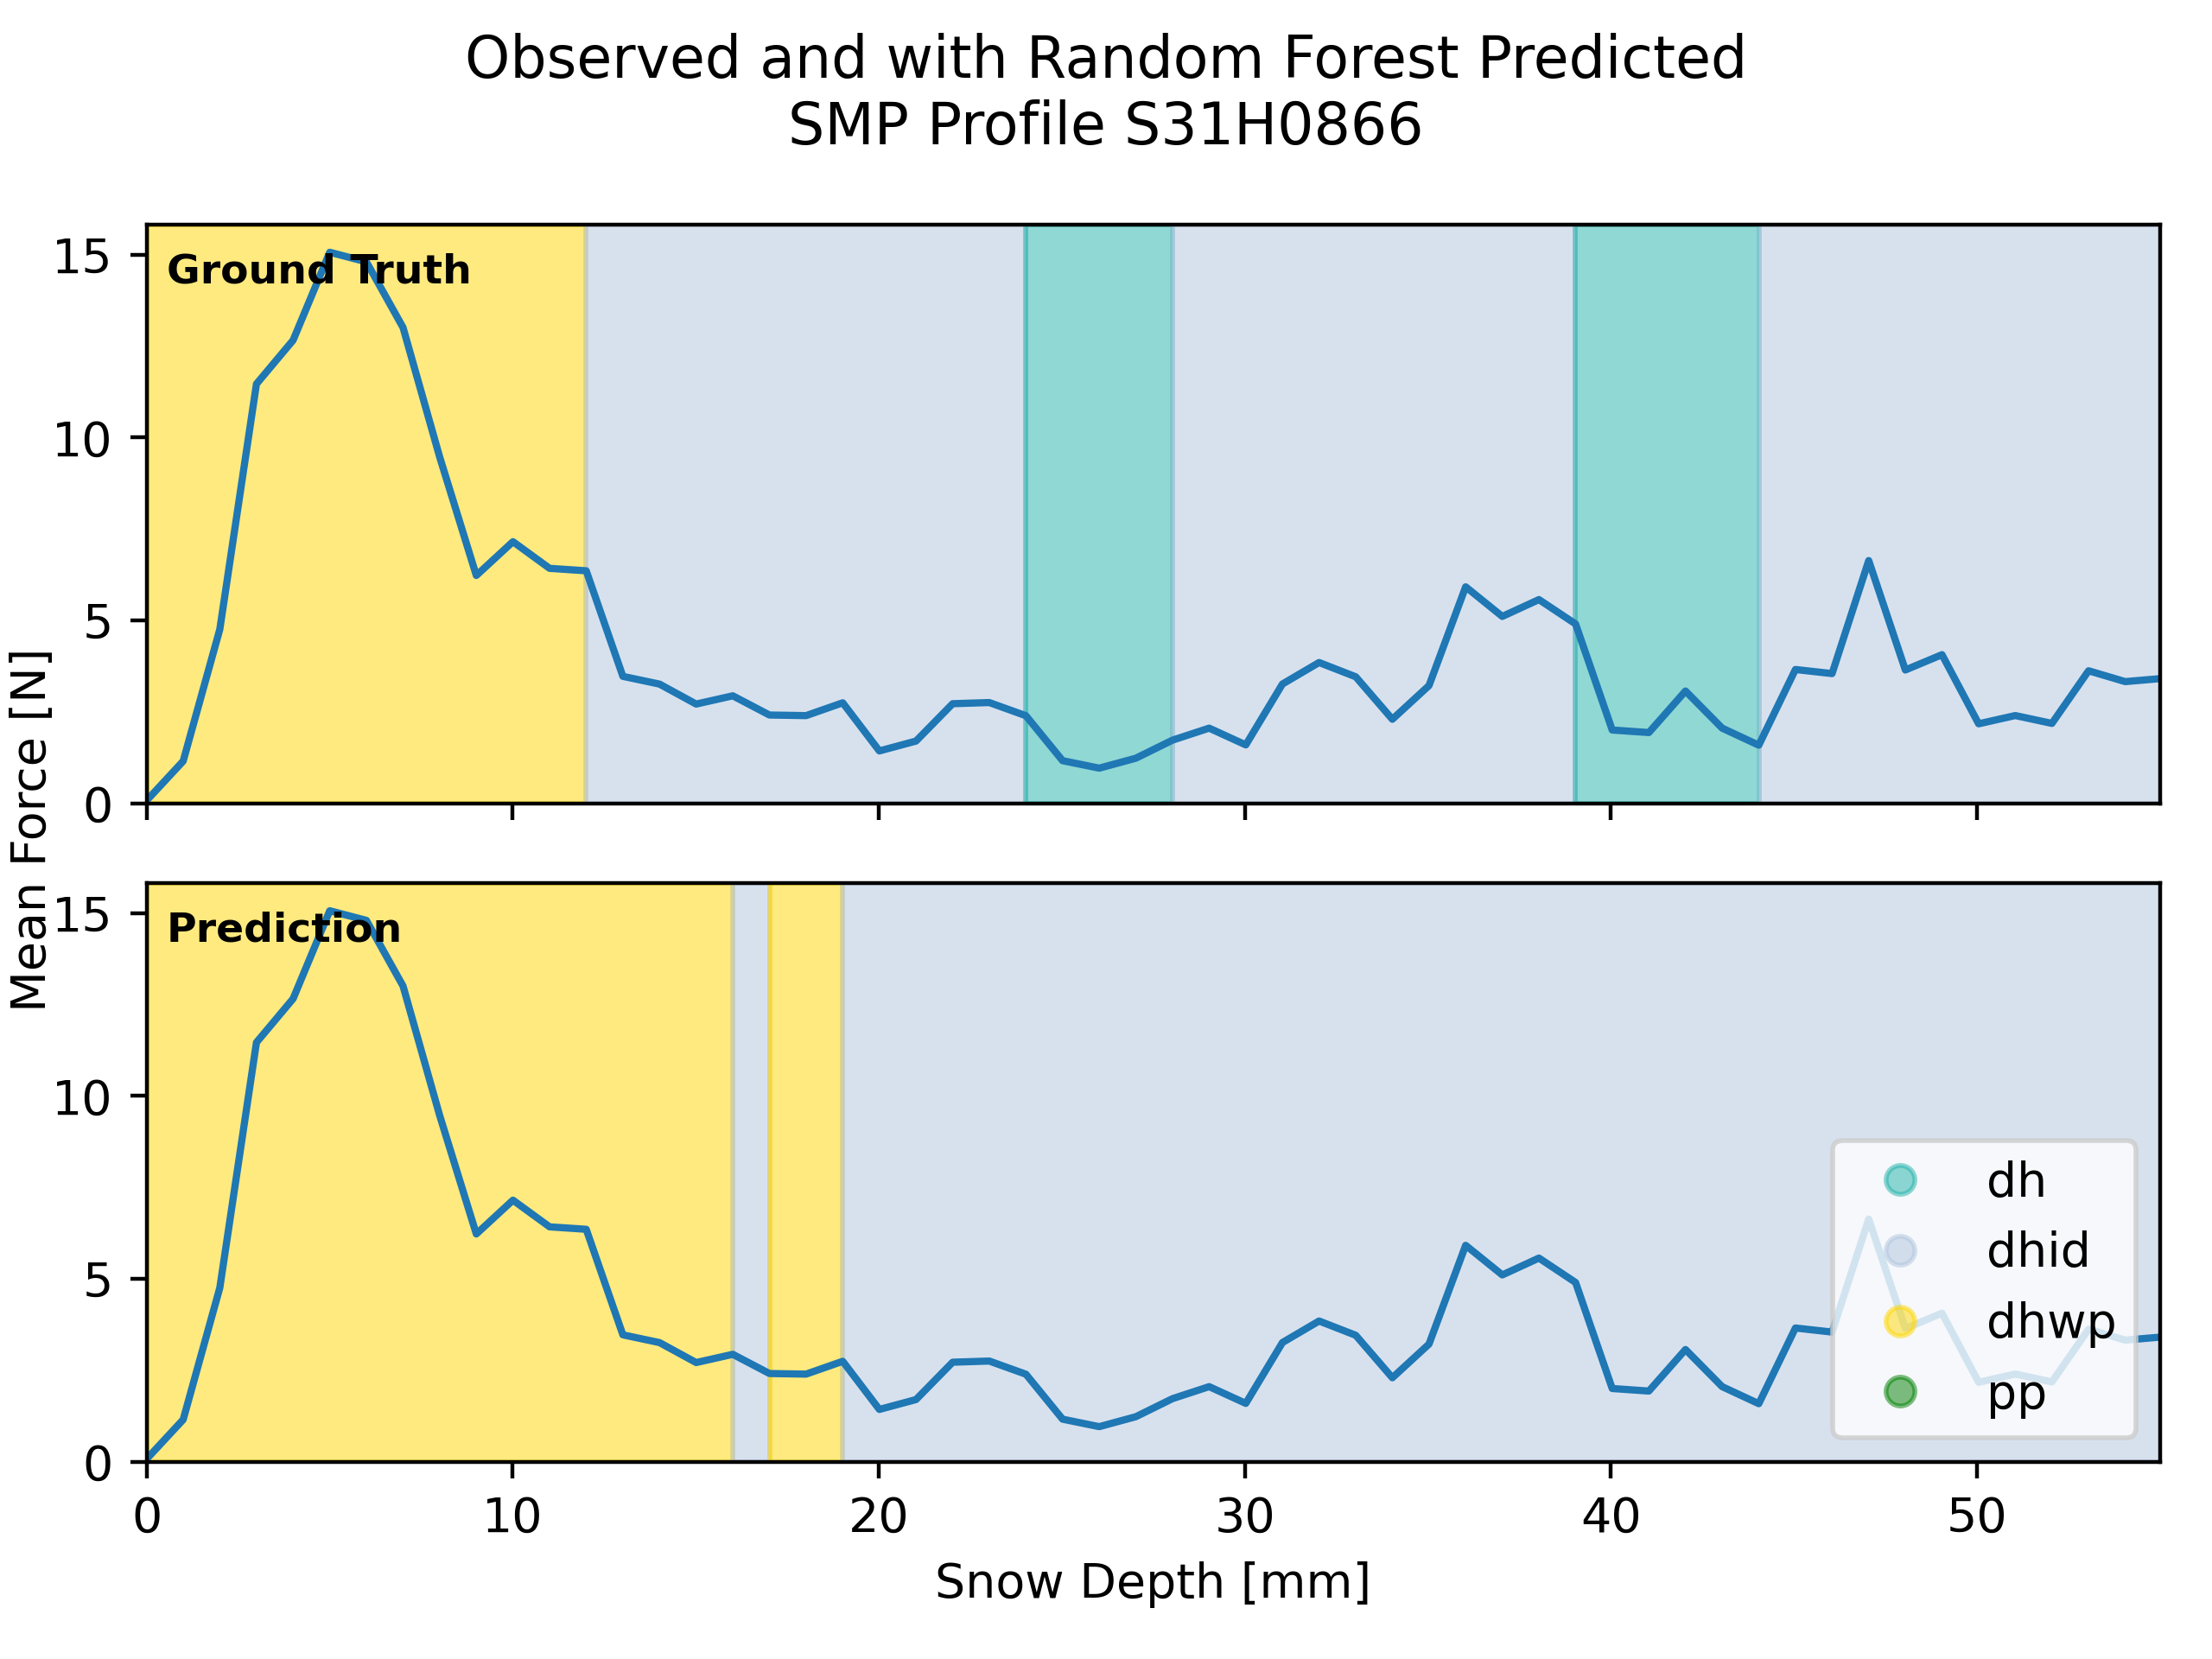 Observed and with Random Forest Predicted
SMP Profile S31H0866
Ground Truth
15
10
5
0
Mean Force [N]
Prediction
15
10
5
0
dh
dhid
dhwp
pp
0 10 20 30 40 50
Snow Depth [mm]